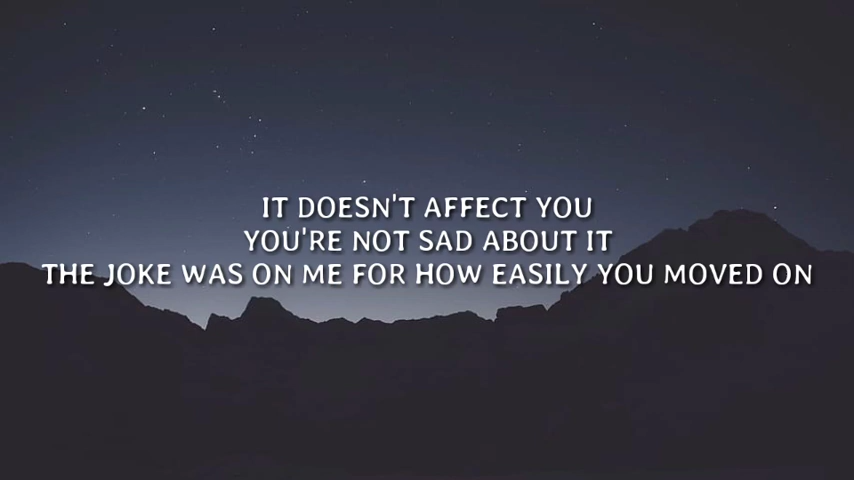 IT DOESN'T AFFECT YOU
YOU'RE NOT SAD ABOUT IT
THE JOKE WAS ON ME FOR HOW EASILY YOU MOVED ON